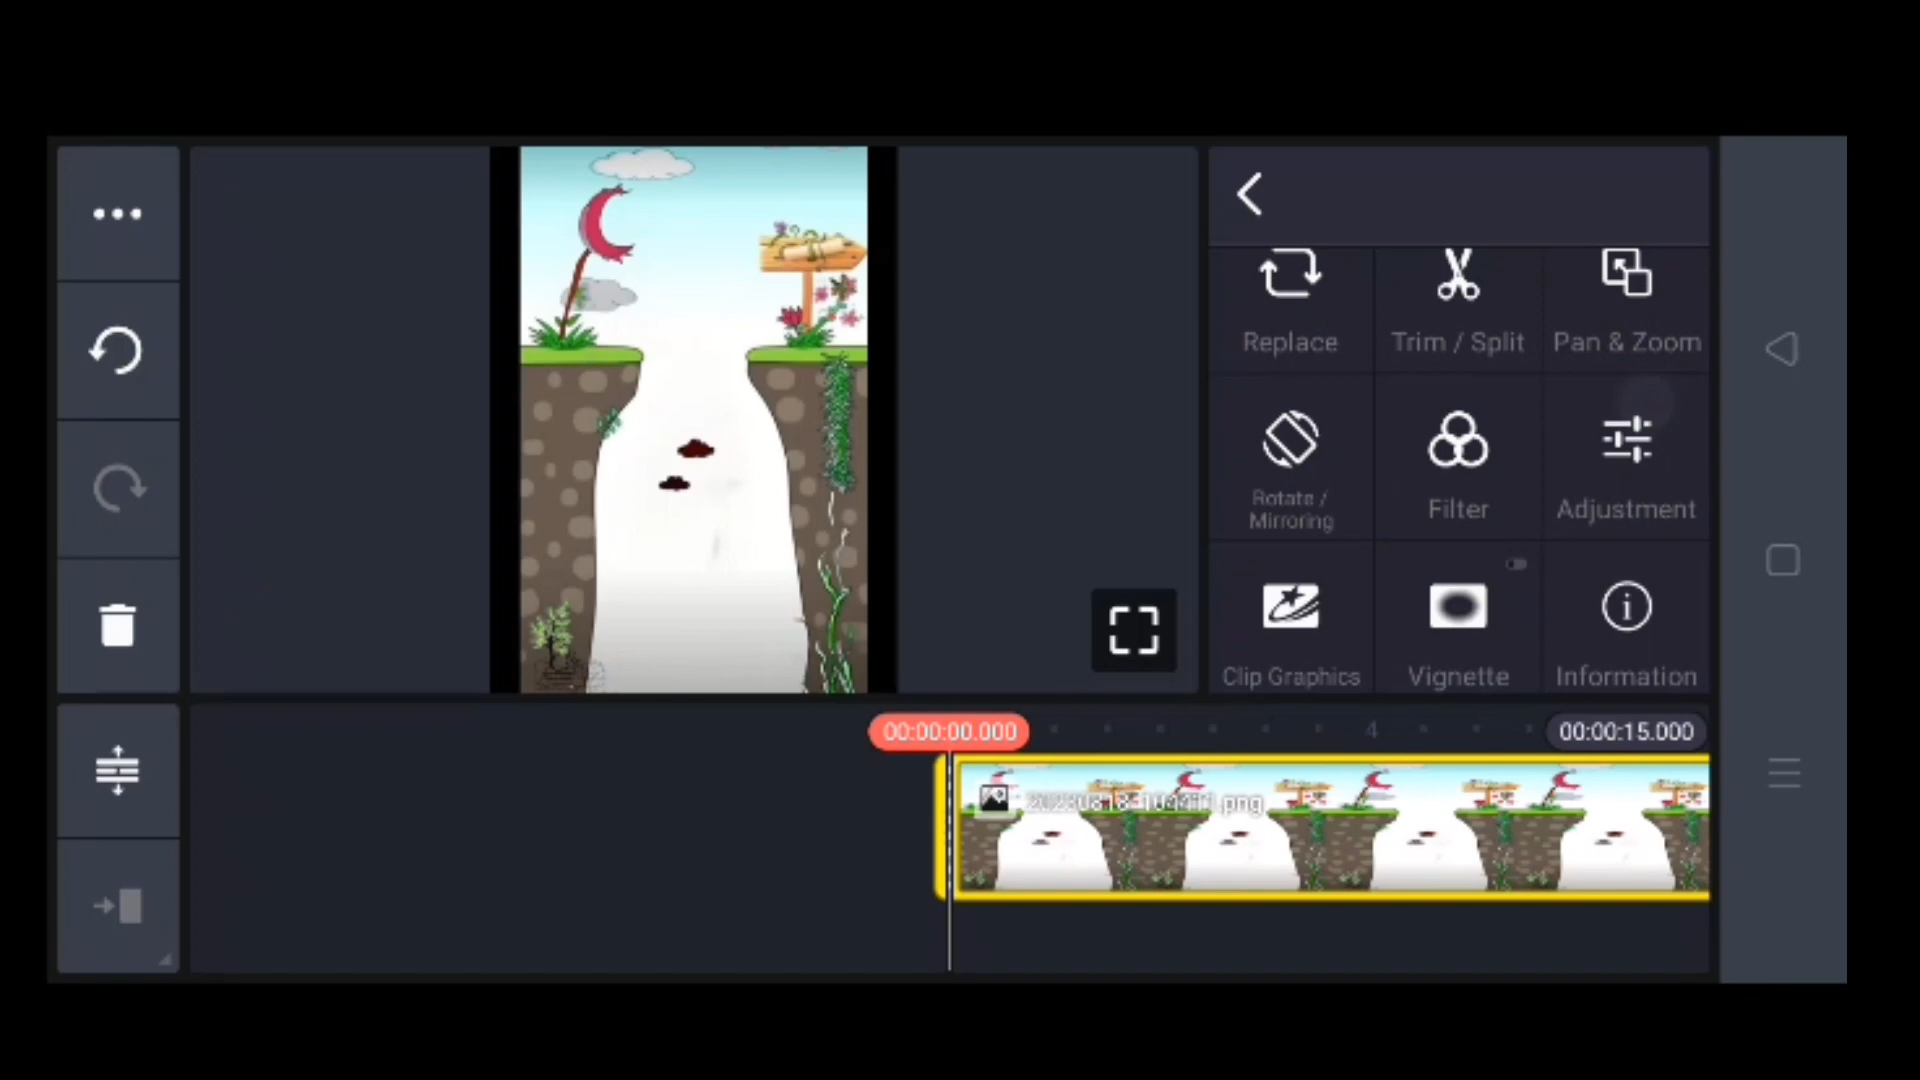 Replace
Trim / Split
Pan & Zoom
Rotate /
Mirroring
Filter
Adjustment
Clip Graphics
Vignette
Information
00:00:00.000
4
00:00:15.000